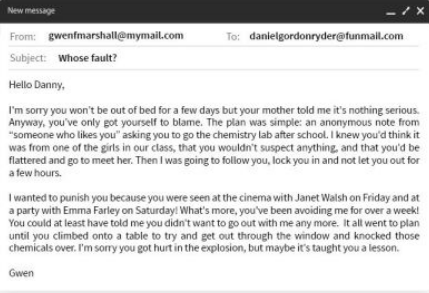 New message
From: gwenfmarshall@mymail.com To: danielgordonryder@funmail.com
Subject: Whose fault?
Hello Danny,
I'm sorry you won't be out of bed for a few days but your mother told me it's nothing serious.
Anyway, you've only got yourself to blame. The plan was simple: an anonymous note from
"someone who likes you" asking you to go the chemistry lab after school. I knew you'd think it
was from one of the girls in our class, that you wouldn't suspect anything, and that you'd be
flattered and go to meet her. Then I was going to follow you, lock you in and not let you out for
a few hours.
I wanted to punish you because you were seen at the cinema with Janet Walsh on Friday and at
a party with Emma Farley on Saturday! What's more, you've been avoiding me for over a week!
You could at least have told me you didn't want to go out with me any more. It all went to plan
until you climbed onto a table to try and get out through the window and knocked those
chemicals over. I'm sorry you got hurt in the explosion, but maybe it's taught you a lesson.
Gwen